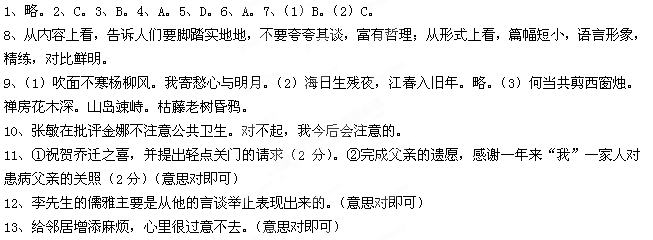 1、略。2、C。3、B。4、A。5、D。6、A。7、(1) B。(2) C。
8、从内容上看，告诉人们要脚踏实地地，不要夸夸其谈，富有哲理；从形式上看，篇幅短小，语言形象，
精练，对比鲜明。
9、(1) 吹面不寒杨柳风。我寄愁心与明月。(2) 海日生残夜，江春入旧年。略。(3) 何当共剪西窗烛。
禅房花木深。山岛竦峙。枯藤老树昏鸦。
10、张敏在批评金娜不注意公共卫生。对不起，我今后会注意的。
11、①祝贺乔迁之喜，并提出轻点关门的请求（2 分）。②完成父亲的遗愿，感谢一年来“我”一家人对
患病父亲的关照（2 分）(意思对即可)
12、李先生的儒雅主要是从他的言谈举止表现出来的。(意思对即可)
13、给邻居增添麻烦，心里很过意不去。(意思对即可)